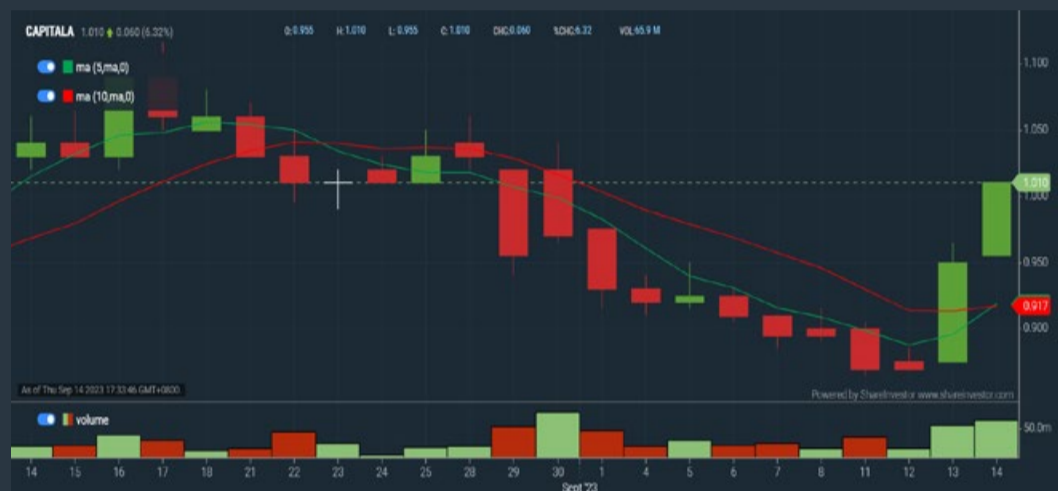 CAPITALA 1.010 0.060 (6.32%) O: 0.955 H: 1.010 L: 0.955 C: 1.010 CHG:0.060 %CHG:6.32 VOL:65.9 M
ma (5,ma,0)
ma (10,ma,0)
1.100
1.050
1.010
1.000
0.950
0.917
0.900
As of Thu Sep 14 2023 17:33:46 GMT+0800
Powered by ShareInvestor www.shareinvestor.com
volume
50.0m
14 15 16 17 18 21 22 23 24 25 28 29 30 1 4 5 6 7 8 11 12 13 14
Sept '23